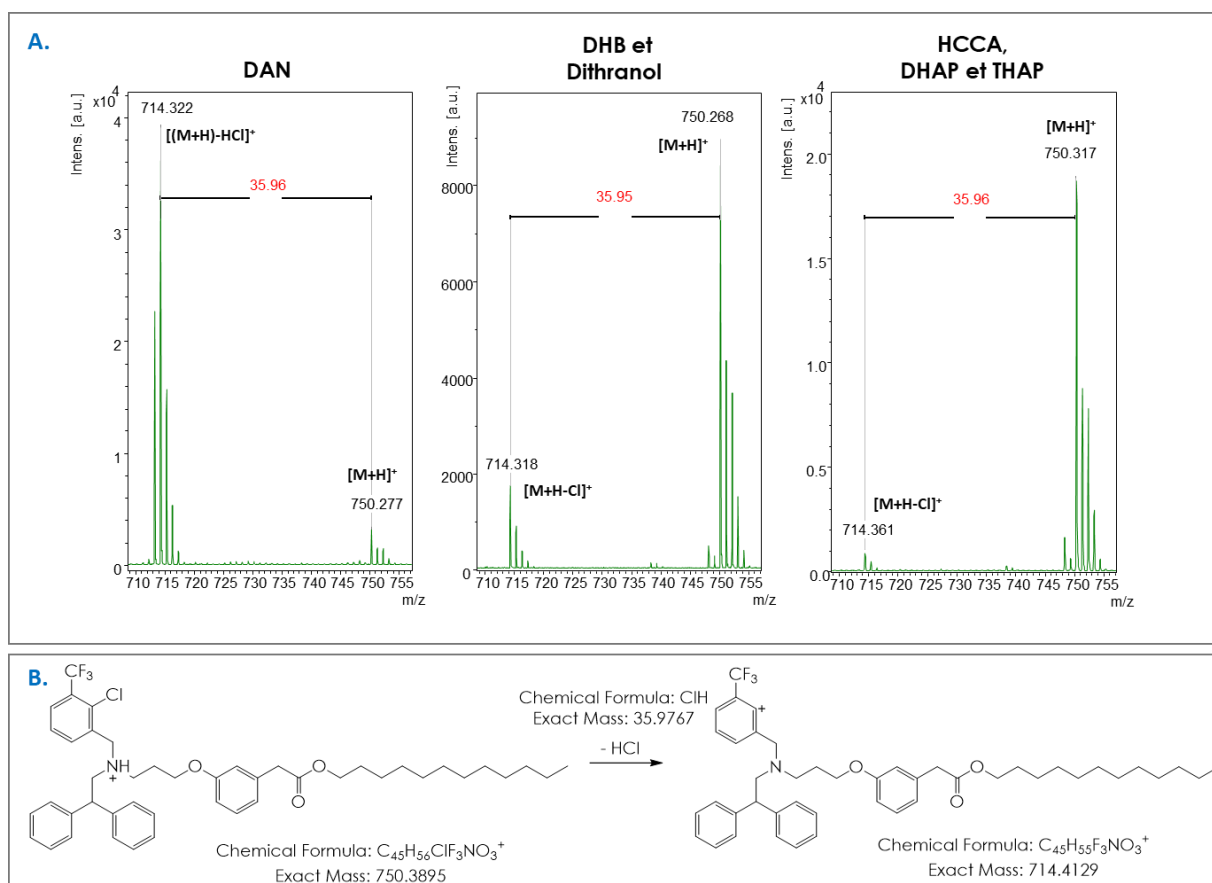 A.
DAN
DHB et
Dithranol
HCCA,
DHAP et THAP
Intens. [a.u.]
x10⁴
4
3
2
1
0
714.322
[((M+H)-HCl]⁺
35.96
[M+H]⁺
750.277
710 715 720 725 730 735 740 745 750 755
m/z
Intens. [a.u.]
8000
6000
4000
2000
0
750.268
[M+H]⁺
35.95
714.318
[M+H-Cl]⁺
710 715 720 725 730 735 740 745 750 755
m/z
Intens. [a.u.]
x10⁴
2.0
1.5
1.0
0.5
0.0
[M+H]⁺
750.317
35.96
[M+H-Cl]⁺
714.361
710 715 720 725 730 735 740 745 750 755
m/z
B.
CF₃
Cl
NH
+
O
O
O
Chemical Formula: C₄₅H₅₆ClF₃NO₃⁺
Exact Mass: 750.3895
Chemical Formula: ClH
Exact Mass: 35.9767
- HCl
CF₃
+
N
O
O
O
Chemical Formula: C₄₅H₅₅F₃NO₃⁺
Exact Mass: 714.4129